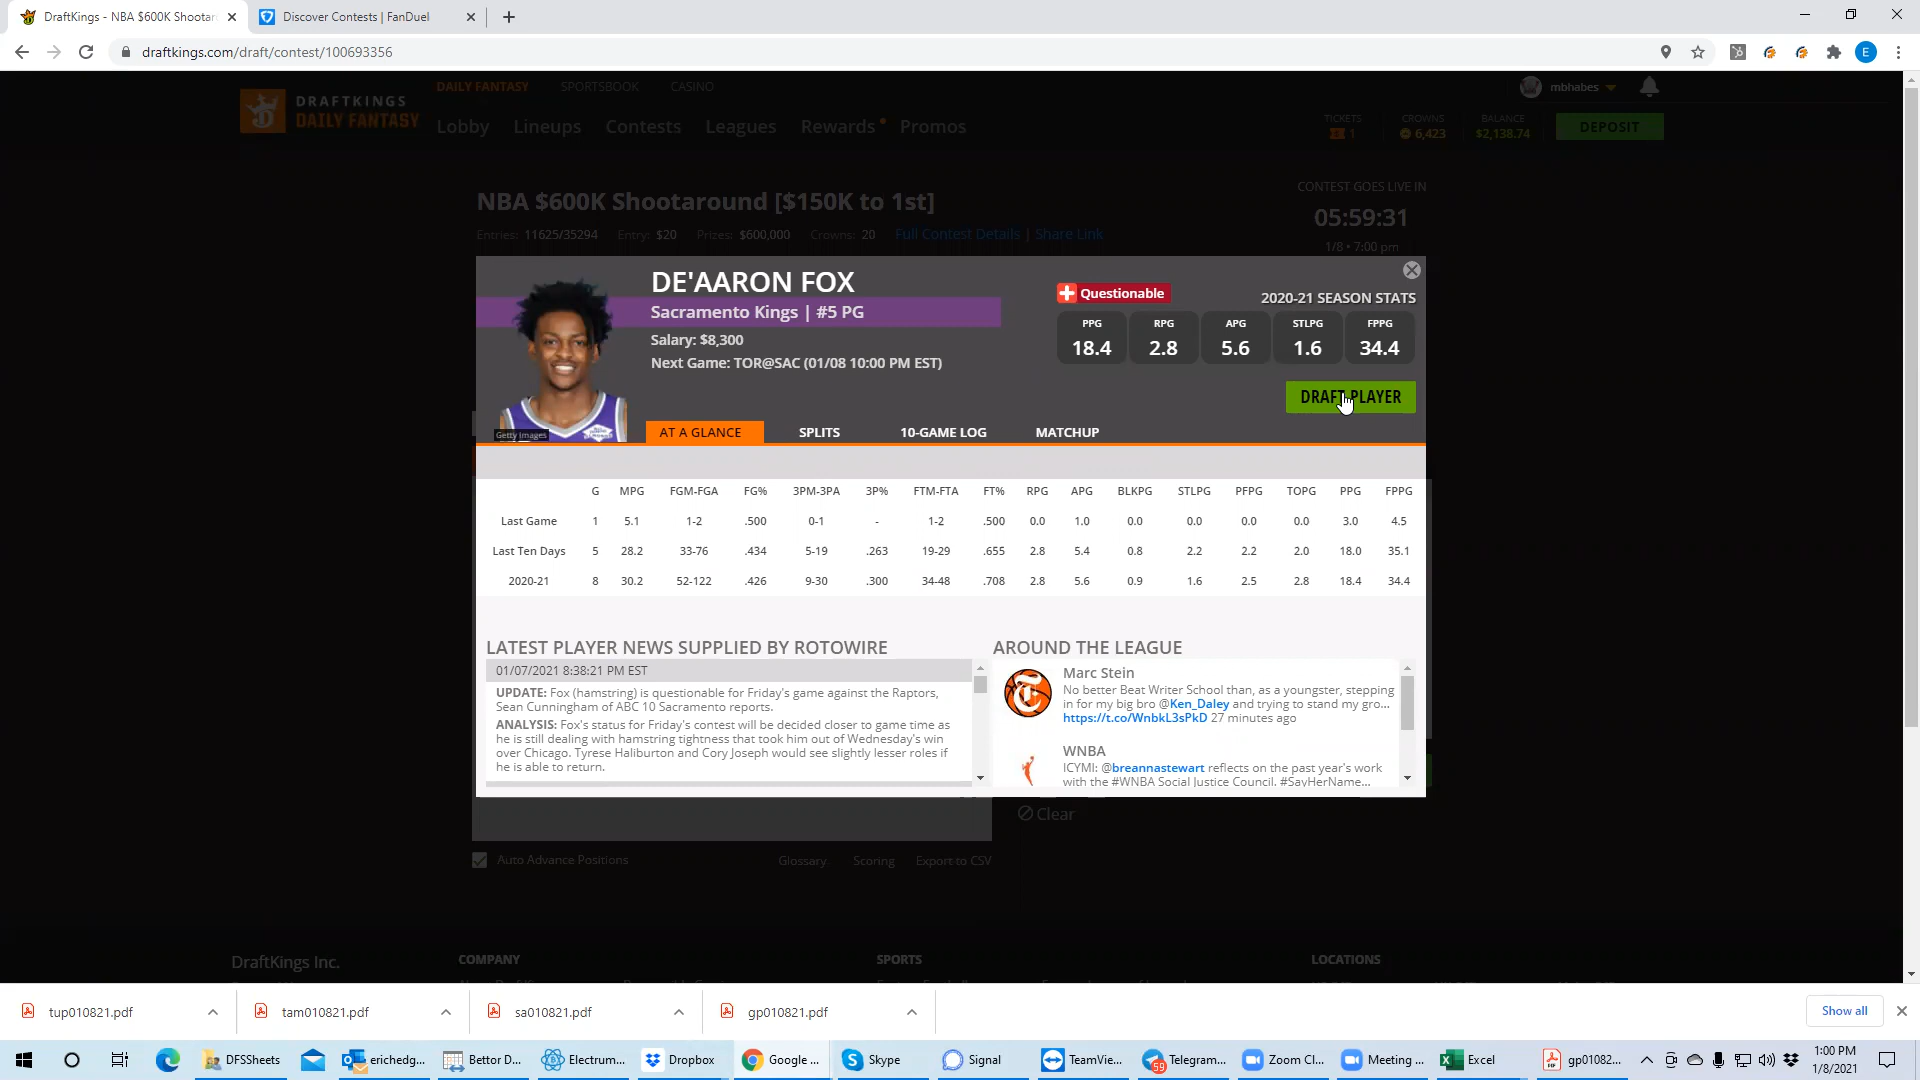 DraftKings - NBA $600K Shootaro
Discover Contests | FanDuel
draftkings.com/draft/contest/100693356
E
DAILY FANTASY
SPORTSBOOK
CASINO
mbhabes
DRAFTKINGS
DAILY FANTASY
Lobby
Lineups
Contests
Leagues
Rewards
Promos
TICKETS
1
CROWNS
6,423
BALANCE
$2,138.74
DEPOSIT
NBA $600K Shootaround [$150K to 1st]
CONTEST GOES LIVE IN
05:59:31
1/8 • 7:00 pm
Entries: 11625/35294 Entry: $20 Prizes: $600,000 Crowns: 20 Full Contest Details | Share Link
DE'AARON FOX
Sacramento Kings | #5 PG
Salary: $8,300
Next Game: TOR@SAC (01/08 10:00 PM EST)
Getty Images
Questionable
2020-21 SEASON STATS
PPG RPG APG STLPG FPPG
18.4 2.8 5.6 1.6 34.4
DRAFT PLAYER
AT A GLANCE SPLITS 10-GAME LOG MATCHUP
G MPG FGM-FGA FG% 3PM-3PA 3P% FTM-FTA FT% RPG APG BLKPG STLPG PFPG TOPG PPG FPPG
Last Game 1 5.1 1-2 .500 0-1 - 1-2 .500 0.0 1.0 0.0 0.0 0.0 0.0 3.0 4.5
Last Ten Days 5 28.2 33-76 .434 5-19 .263 19-29 .655 2.8 5.4 0.8 2.2 2.2 2.0 18.0 35.1
2020-21 8 30.2 52-122 .426 9-30 .300 34-48 .708 2.8 5.6 0.9 1.6 2.5 2.8 18.4 34.4
LATEST PLAYER NEWS SUPPLIED BY ROTOWIRE
01/07/2021 8:38:21 PM EST
UPDATE: Fox (hamstring) is questionable for Friday's game against the Raptors,
Sean Cunningham of ABC 10 Sacramento reports.
ANALYSIS: Fox's status for Friday's contest will be decided closer to game time as
he is still dealing with hamstring tightness that took him out of Wednesday's win
over Chicago. Tyrese Haliburton and Cory Joseph would see slightly lesser roles if
he is able to return.
AROUND THE LEAGUE
Marc Stein
No better Beat Writer School than, as a youngster, stepping
in for my big bro @Ken_Daley and trying to stand my gro...
https://t.co/WnbkL3sPkD 27 minutes ago
WNBA
ICYMI: @breannastewart reflects on the past year's work
with the #WNBA Social Justice Council. #SayHerName...
Clear
Auto Advance Positions
Glossary
Scoring
Export to CSV
DraftKings Inc.
COMPANY
SPORTS
LOCATIONS
tup010821.pdf
tam010821.pdf
sa010821.pdf
gp010821.pdf
Show all
DFSSheets
erichedg...
Bettor D...
Electrum...
Dropbox
Google ...
Skype
Signal
TeamVie...
59
Telegram...
Zoom Cl...
Meeting ...
Excel
gp01082...
1:00 PM
1/8/2021